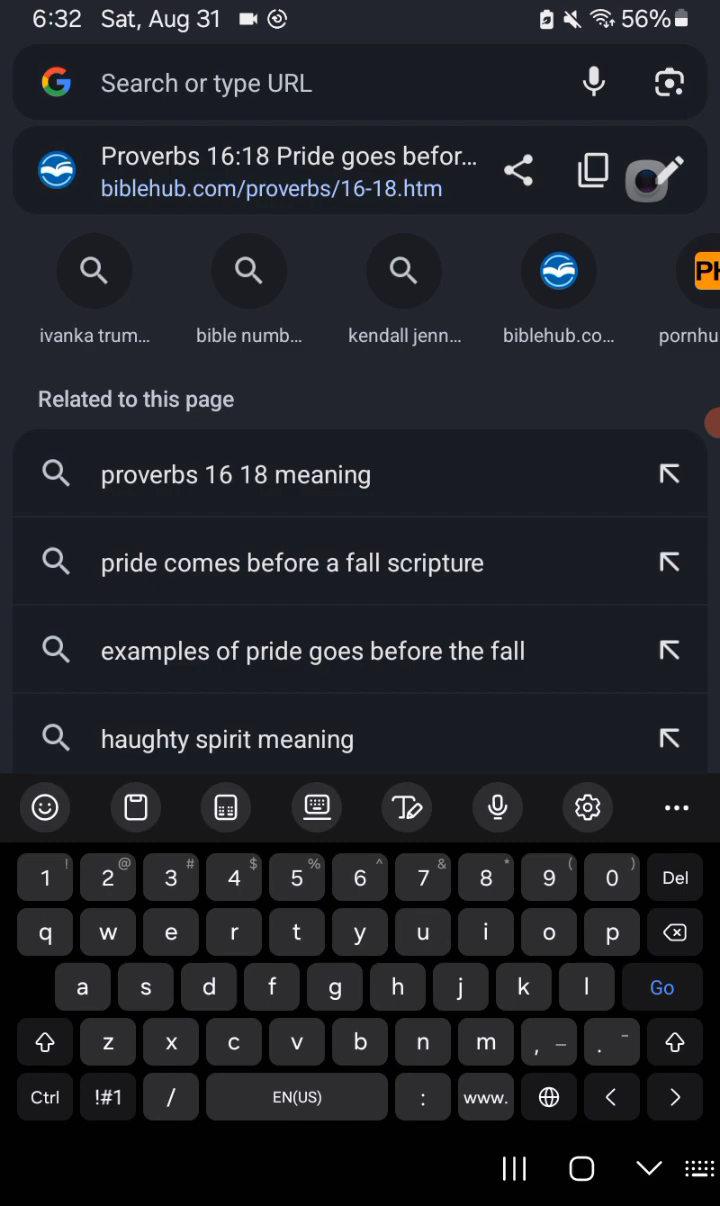 6:32 Sat, Aug 31 56%
Search or type URL
Proverbs 16:18 Pride goes befor...
biblehub.com/proverbs/16-18.htm
PH
ivanka trum... bible numb... kendall jenn... biblehub.co... pornhu
Related to this page
proverbs 16 18 meaning
pride comes before a fall scripture
examples of pride goes before the fall
haughty spirit meaning
! @ # $ % ^ & * ( )
1 2 3 4 5 6 7 8 9 0 Del
q w e r t y u i o p
a s d f g h j k l Go
z x c v b n m , – . -
Ctrl !#1 / EN(US) : www. < >